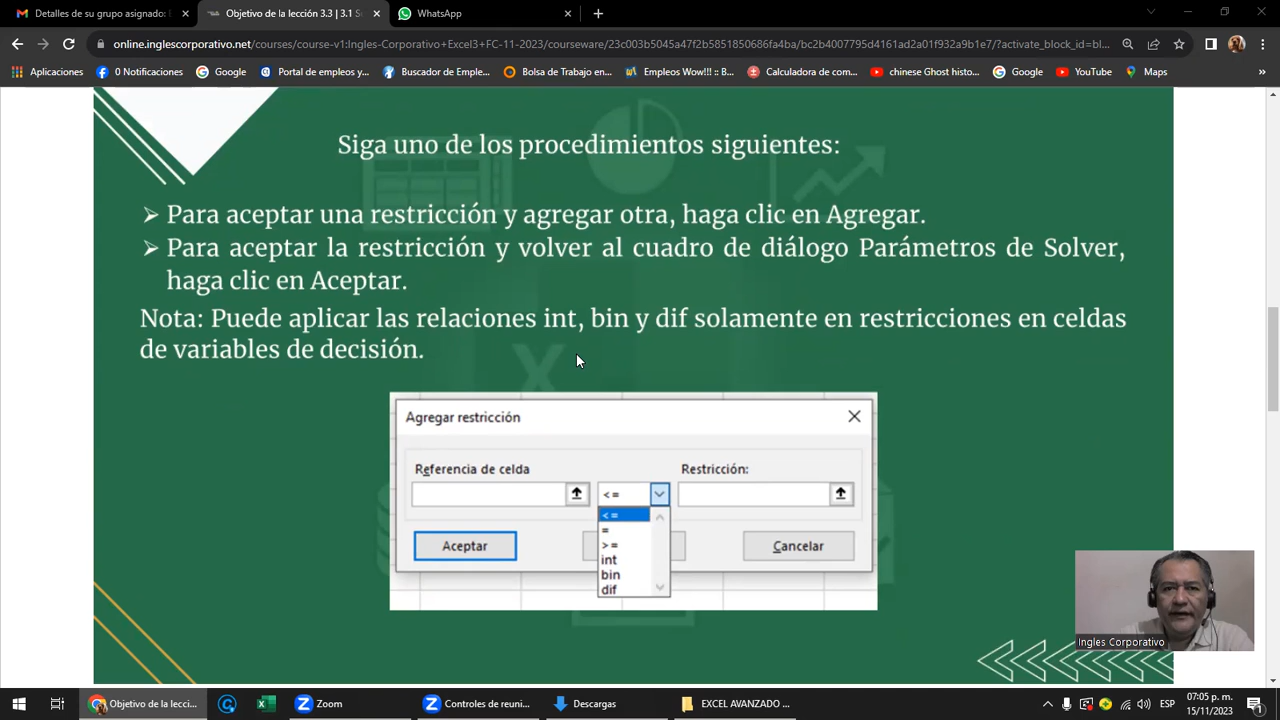 Detalles de su grupo asignado:
Objetivo de la lección 3.3 | 3.1 S
WhatsApp
online.inglescorporativo.net/courses/course-v1:Ingles-Corporativo+Excel3+FC-11-2023/courseware/23c003b5045a47f2b5851850686fa4ba/bc2b4007795d4161ad2a01f932a9b1e7/?activate_block_id=bl...
Aplicaciones
0 Notificaciones
Google
Portal de empleos y...
Buscador de Emple...
Bolsa de Trabajo en...
Empleos Wow!!! :: B...
Calculadora de com...
chinese Ghost histo...
Google
YouTube
Maps
Siga uno de los procedimientos siguientes:
➢ Para aceptar una restricción y agregar otra, haga clic en Agregar.
➢ Para aceptar la restricción y volver al cuadro de diálogo Parámetros de Solver,
haga clic en Aceptar.
Nota: Puede aplicar las relaciones int, bin y dif solamente en restricciones en celdas
de variables de decisión.
Agregar restricción
Referencia de celda
Restricción:
<=
<=
=
>=
int
bin
dif
Aceptar
Cancelar
Ingles Corporativo
Objetivo de la lecci...
Zoom
Controles de reuni...
Descargas
EXCEL AVANZADO ...
ESP
07:05 p. m.
15/11/2023